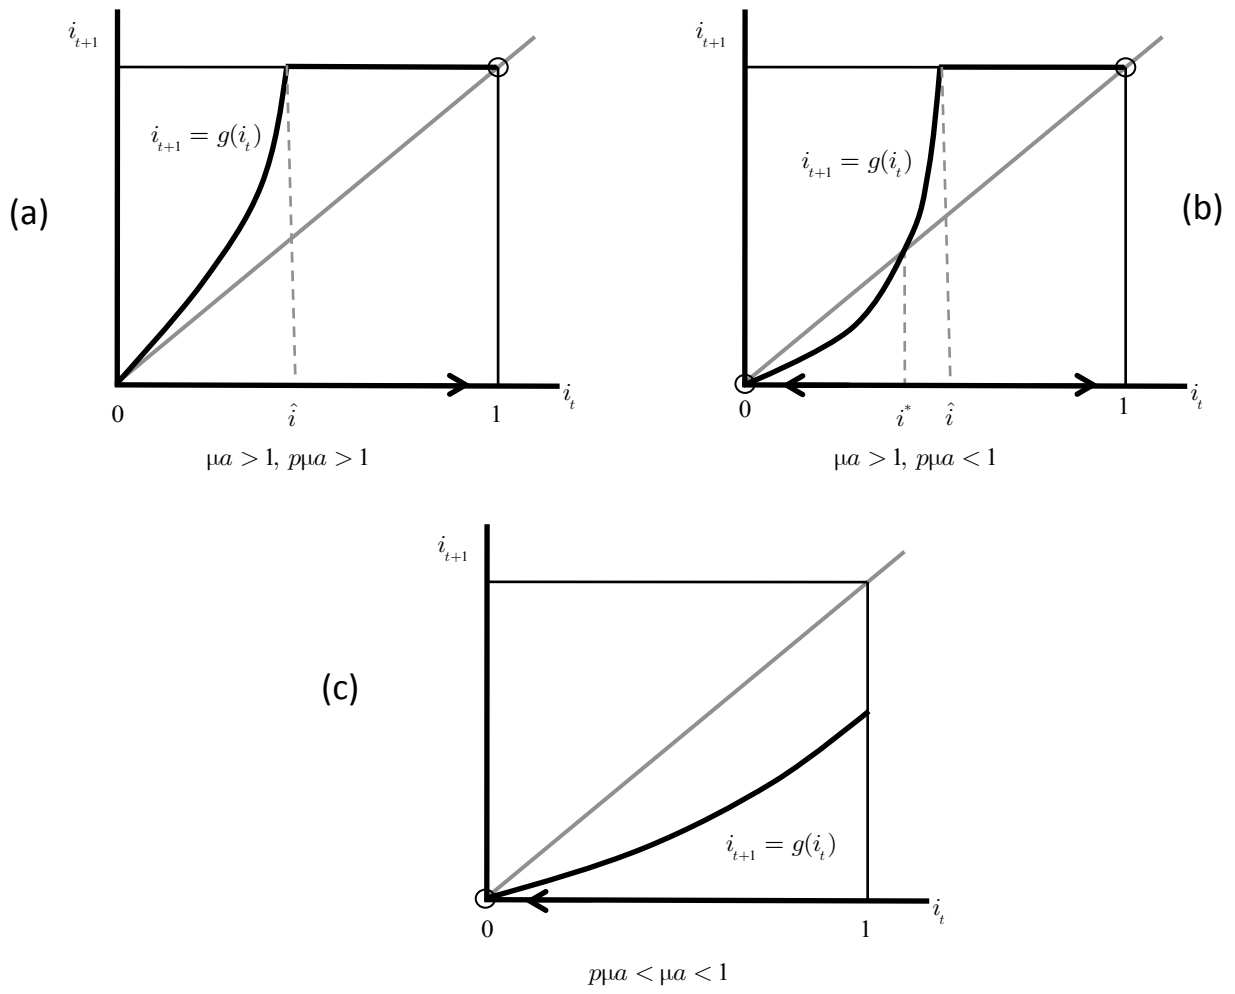 i_{t+1}
i_{t+1} = g(i_t)
(a)
0
î
1
i_t
μa > 1, pμa > 1
i_{t+1}
i_{t+1} = g(i_t)
(b)
0
i^*
î
1
i_t
μa > 1, pμa < 1
i_{t+1}
(c)
i_{t+1} = g(i_t)
0
1
i_t
pμa < μa < 1